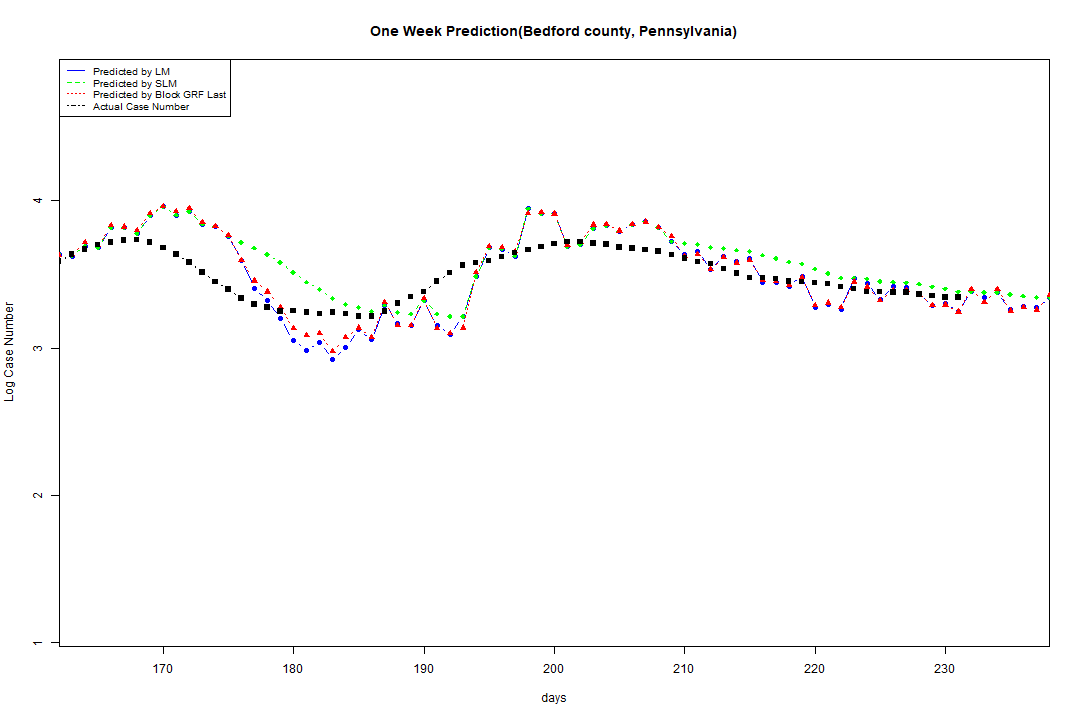 One Week Prediction(Bedford county, Pennsylvania)
Predicted by LM
Predicted by SLM
Predicted by Block GRF Last
Actual Case Number
4
3
2
1
Log Case Number
170 180 190 200 210 220 230
days